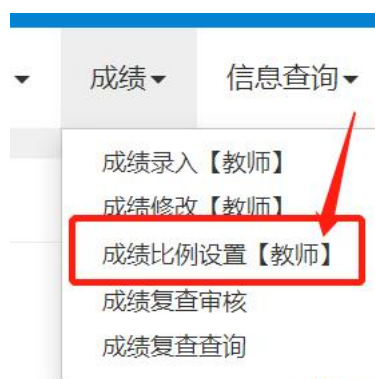 成绩 信息查询
成绩录入【教师】
成绩修改【教师】
成绩比例设置【教师】
成绩复查审核
成绩复查查询